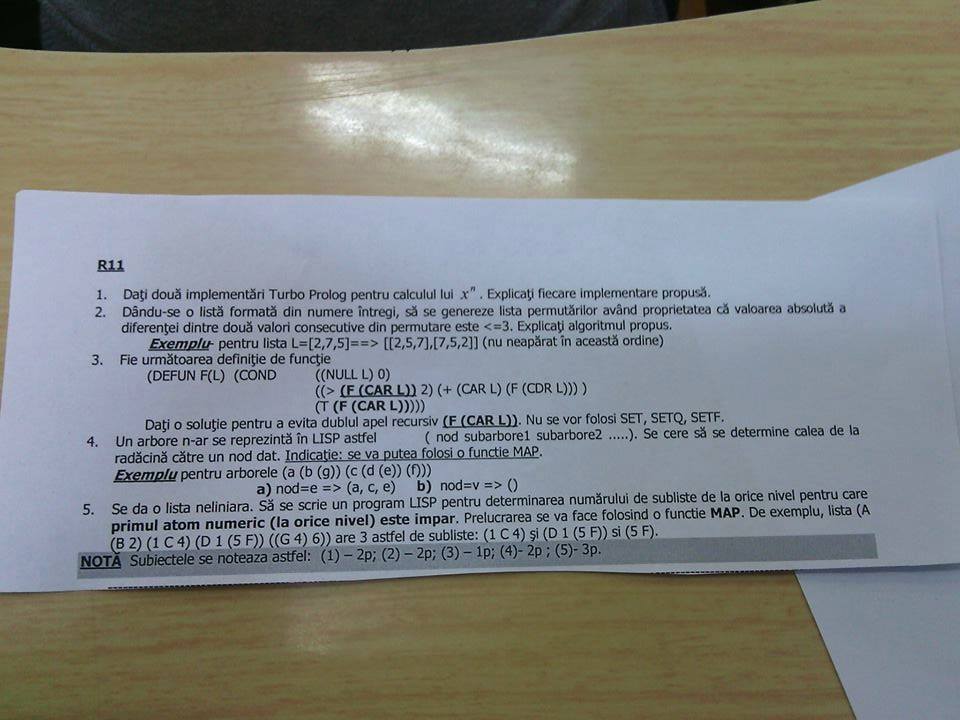 R11
1. Daţi două implementări Turbo Prolog pentru calculul lui xⁿ . Explicaţi fiecare implementare propusă.
2. Dându-se o listă formată din numere întregi, să se genereze lista permutărilor având proprietatea că valoarea absolută a
diferenţei dintre două valori consecutive din permutare este <=3. Explicaţi algoritmul propus.
Exemplu- pentru lista L=[2,7,5]==> [[2,5,7],[7,5,2]] (nu neapărat în această ordine)
3. Fie următoarea definiţie de funcţie
(DEFUN F(L) (COND ((NULL L) 0)
((> (F (CAR L)) 2) (+ (CAR L) (F (CDR L))) )
(T (F (CAR L)))))
Daţi o soluţie pentru a evita dublul apel recursiv (F (CAR L)). Nu se vor folosi SET, SETQ, SETF.
4. Un arbore n-ar se reprezintă în LISP astfel ( nod subarbore1 subarbore2 .....). Se cere să se determine calea de la
radăcină către un nod dat. Indicaţie: se va putea folosi o functie MAP.
Exemplu pentru arborele (a (b (g)) (c (d (e)) (f)))
a) nod=e => (a, c, e) b) nod=v => ()
5. Se da o lista neliniara. Să se scrie un program LISP pentru determinarea numărului de subliste de la orice nivel pentru care
primul atom numeric (la orice nivel) este impar. Prelucrarea se va face folosind o functie MAP. De exemplu, lista (A
(B 2) (1 C 4) (D 1 (5 F)) ((G 4) 6)) are 3 astfel de subliste: (1 C 4) şi (D 1 (5 F)) si (5 F).
NOTĂ Subiectele se noteaza astfel: (1) – 2p; (2) – 2p; (3) – 1p; (4)- 2p ; (5)- 3p.